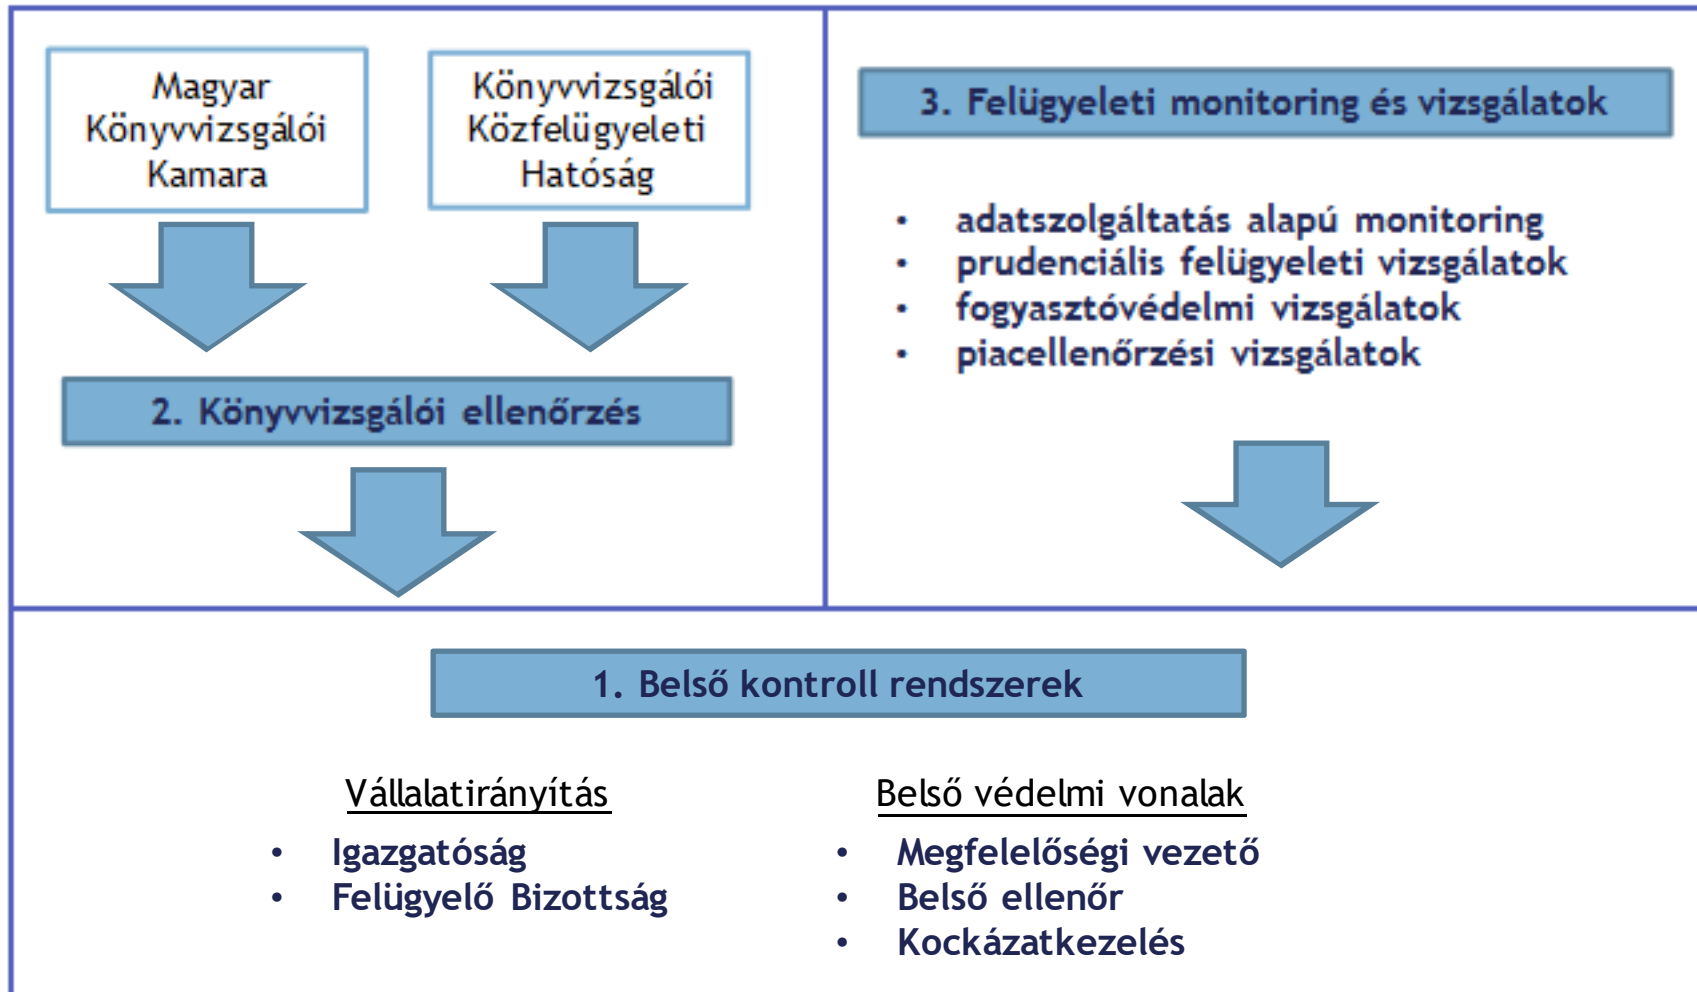 Magyar
Könyvvizsgálói
Kamara
Könyvvizsgálói
Közfelügyeleti
Hatóság
2. Könyvvizsgálói ellenőrzés
3. Felügyeleti monitoring és vizsgálatok
• adatszolgáltatás alapú monitoring
• prudenciális felügyeleti vizsgálatok
• fogyasztóvédelmi vizsgálatok
• piacellenőrzési vizsgálatok
1. Belső kontroll rendszerek
Vállalatirányítás
• Igazgatóság
• Felügyelő Bizottság
Belső védelmi vonalak
• Megfelelőségi vezető
• Belső ellenőr
• Kockázatkezelés